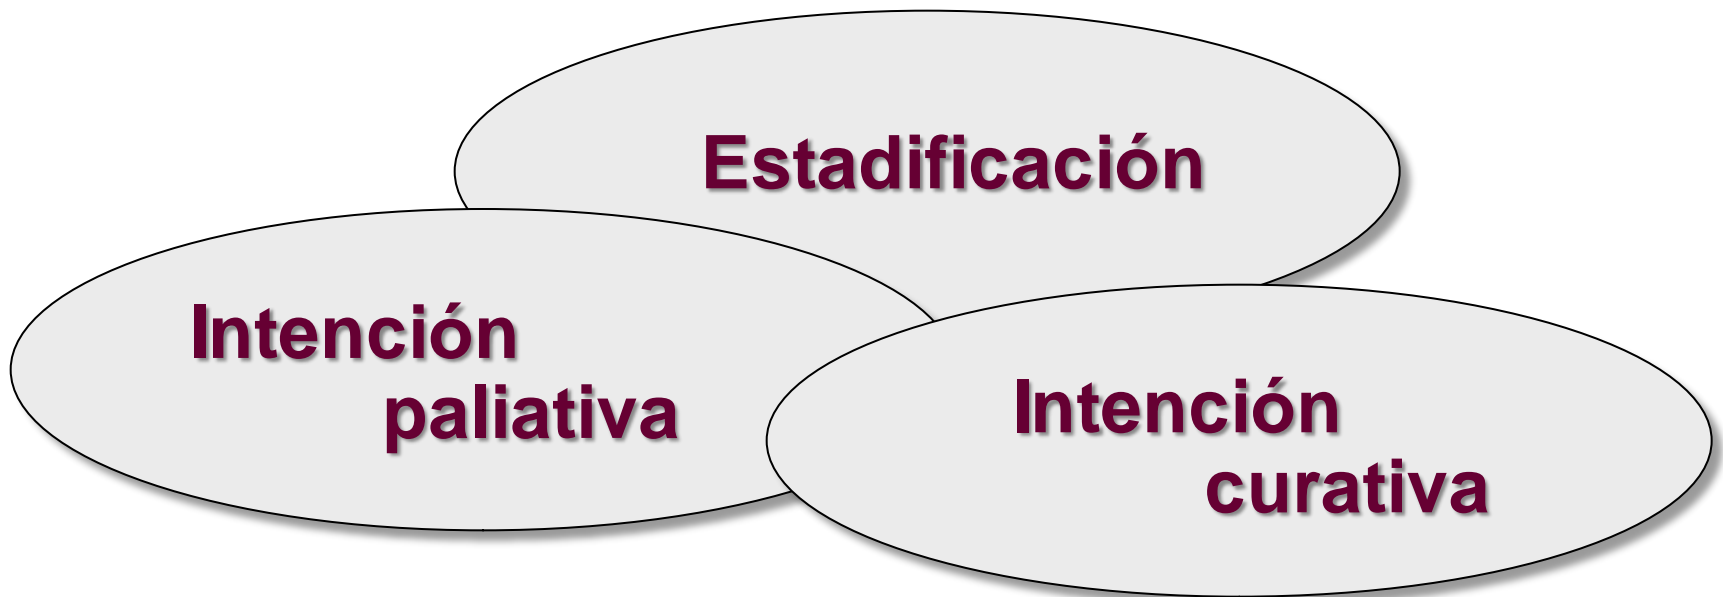 Estadificación
Intención
paliativa
Intención
curativa